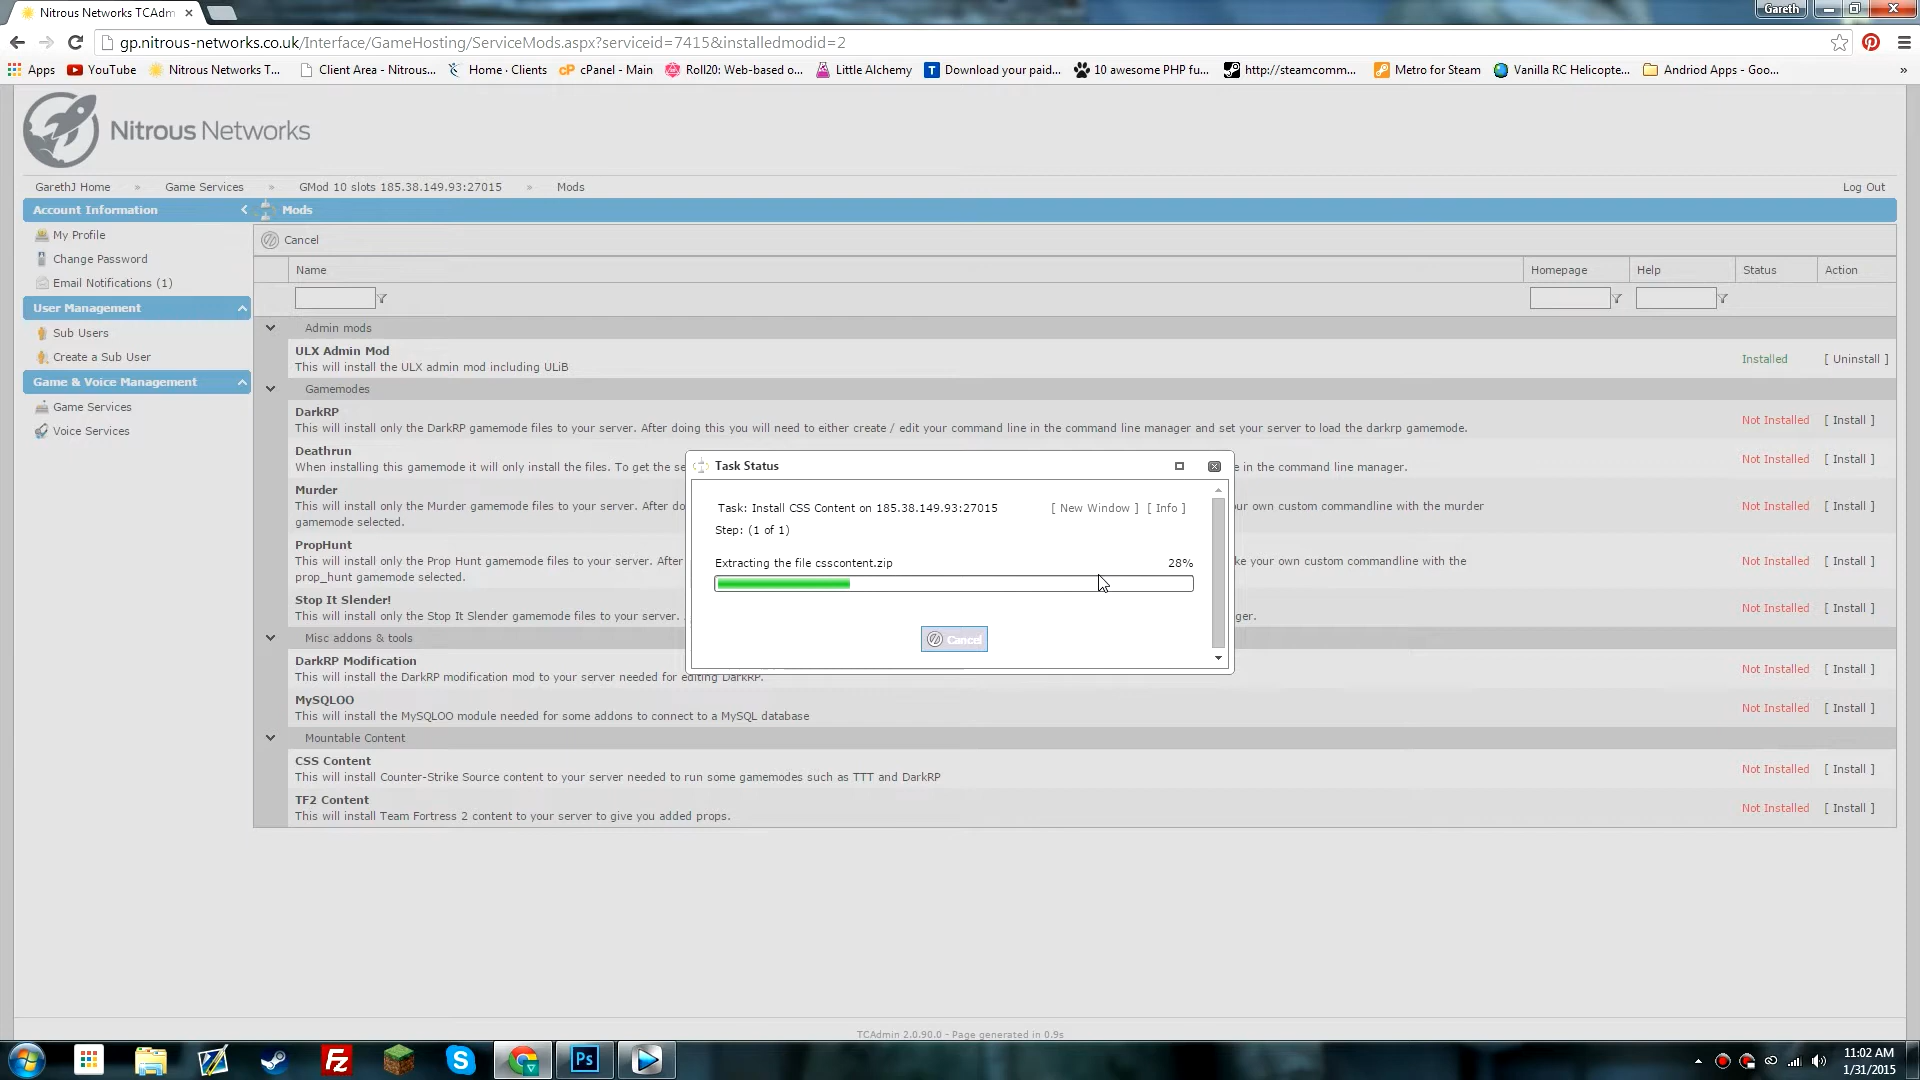 Nitrous Networks TCAdm
Gareth
gp.nitrous-networks.co.uk/Interface/GameHosting/ServiceMods.aspx?serviceid=7415&installedmodid=2
Apps YouTube Nitrous Networks T... Client Area - Nitrous... Home · Clients cPanel - Main Roll20: Web-based o... Little Alchemy Download your paid... 10 awesome PHP fu... http://steamcomm... Metro for Steam Vanilla RC Helicopte... Andriod Apps - Goo... »
Nitrous Networks
GarethJ Home » Game Services » GMod 10 slots 185.38.149.93:27015 » Mods Log Out
Account Information
Mods
My Profile
Cancel
Change Password
Name Homepage Help Status Action
Email Notifications (1)
User Management
Admin mods
Sub Users
ULX Admin Mod
This will install the ULX admin mod including ULiB
Installed [ Uninstall ]
Create a Sub User
Game & Voice Management
Gamemodes
Game Services
DarkRP
This will install only the DarkRP gamemode files to your server. After doing this you will need to either create / edit your command line in the command line manager and set your server to load the darkrp gamemode.
Not Installed [ Install ]
Voice Services
Deathrun
When installing this gamemode it will only install the files. To get the se
e in the command line manager.
Not Installed [ Install ]
Murder
This will install only the Murder gamemode files to your server. After do
ur own custom commandline with the murder
gamemode selected.
Not Installed [ Install ]
PropHunt
This will install only the Prop Hunt gamemode files to your server. After
ke your own custom commandline with the
prop_hunt gamemode selected.
Not Installed [ Install ]
Stop It Slender!
This will install only the Stop It Slender gamemode files to your server.
ger.
Not Installed [ Install ]
Task Status
Task: Install CSS Content on 185.38.149.93:27015 [ New Window ] [ Info ]
Step: (1 of 1)
Extracting the file csscontent.zip 28%
Cancel
Misc addons & tools
DarkRP Modification
This will install the DarkRP modification mod to your server needed for editing DarkRP.
Not Installed [ Install ]
MySQLOO
This will install the MySQLOO module needed for some addons to connect to a MySQL database
Not Installed [ Install ]
Mountable Content
CSS Content
This will install Counter-Strike Source content to your server needed to run some gamemodes such as TTT and DarkRP
Not Installed [ Install ]
TF2 Content
This will install Team Fortress 2 content to your server to give you added props.
Not Installed [ Install ]
TCAdmin 2.0.90.0 - Page generated in 0.9s
Fz
Ps
11:02 AM
1/31/2015